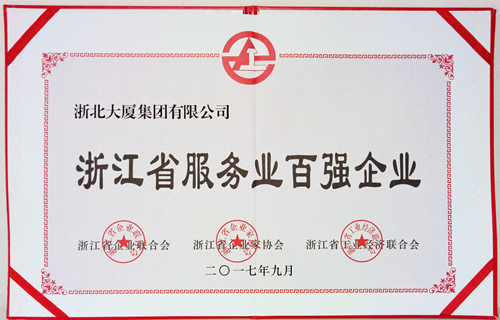 浙北大厦集团有限公司
浙江省服务业百强企业
浙江省企业联合会 浙江省企业家协会 浙江省工业经济联合会
二〇一七年九月